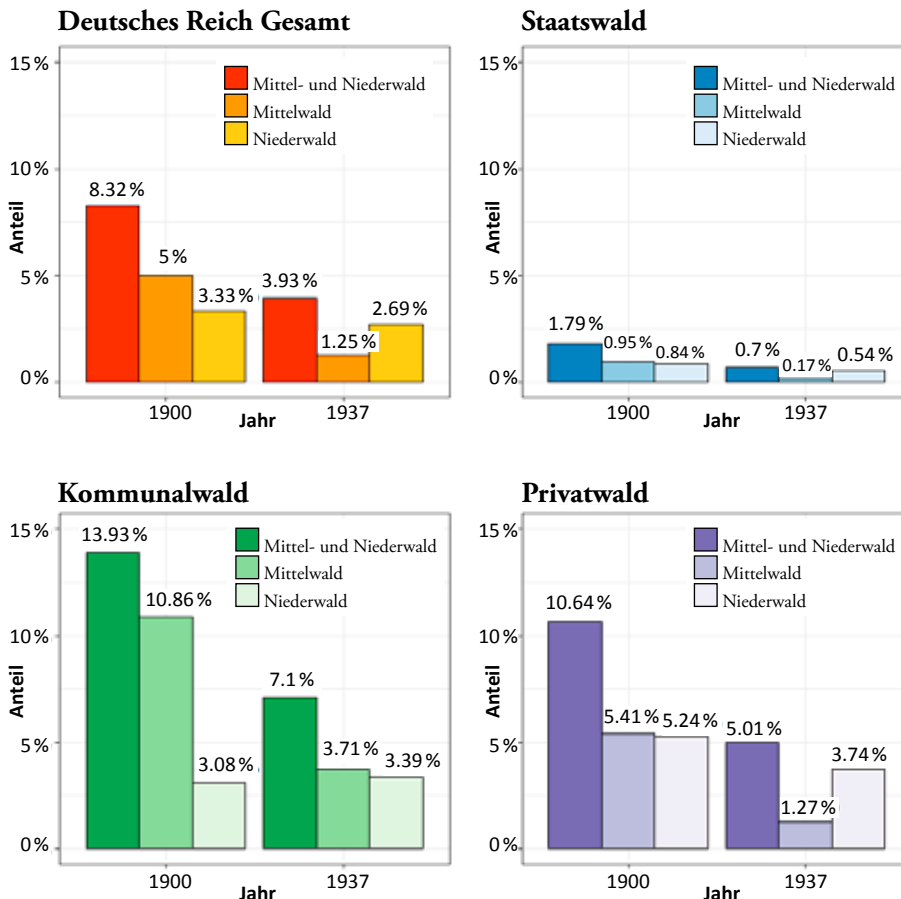 Deutsches Reich Gesamt
15 %
10 %
5 %
0 %
Anteil
Mittel- und Niederwald
Mittelwald
Niederwald
8.32 %
5 %
3.33 %
3.93 %
1.25 %
2.69 %
1900
1937
Jahr
Staatswald
15 %
10 %
5 %
0 %
Anteil
Mittel- und Niederwald
Mittelwald
Niederwald
1.79 %
0.95 %
0.84 %
0.7 %
0.17 %
0.54 %
1900
1937
Jahr
Kommunalwald
15 %
10 %
5 %
0 %
Anteil
Mittel- und Niederwald
Mittelwald
Niederwald
13.93 %
10.86 %
3.08 %
7.1 %
3.71 %
3.39 %
1900
1937
Jahr
Privatwald
15 %
10 %
5 %
0 %
Anteil
Mittel- und Niederwald
Mittelwald
Niederwald
10.64 %
5.41 %
5.24 %
5.01 %
1.27 %
3.74 %
1900
1937
Jahr